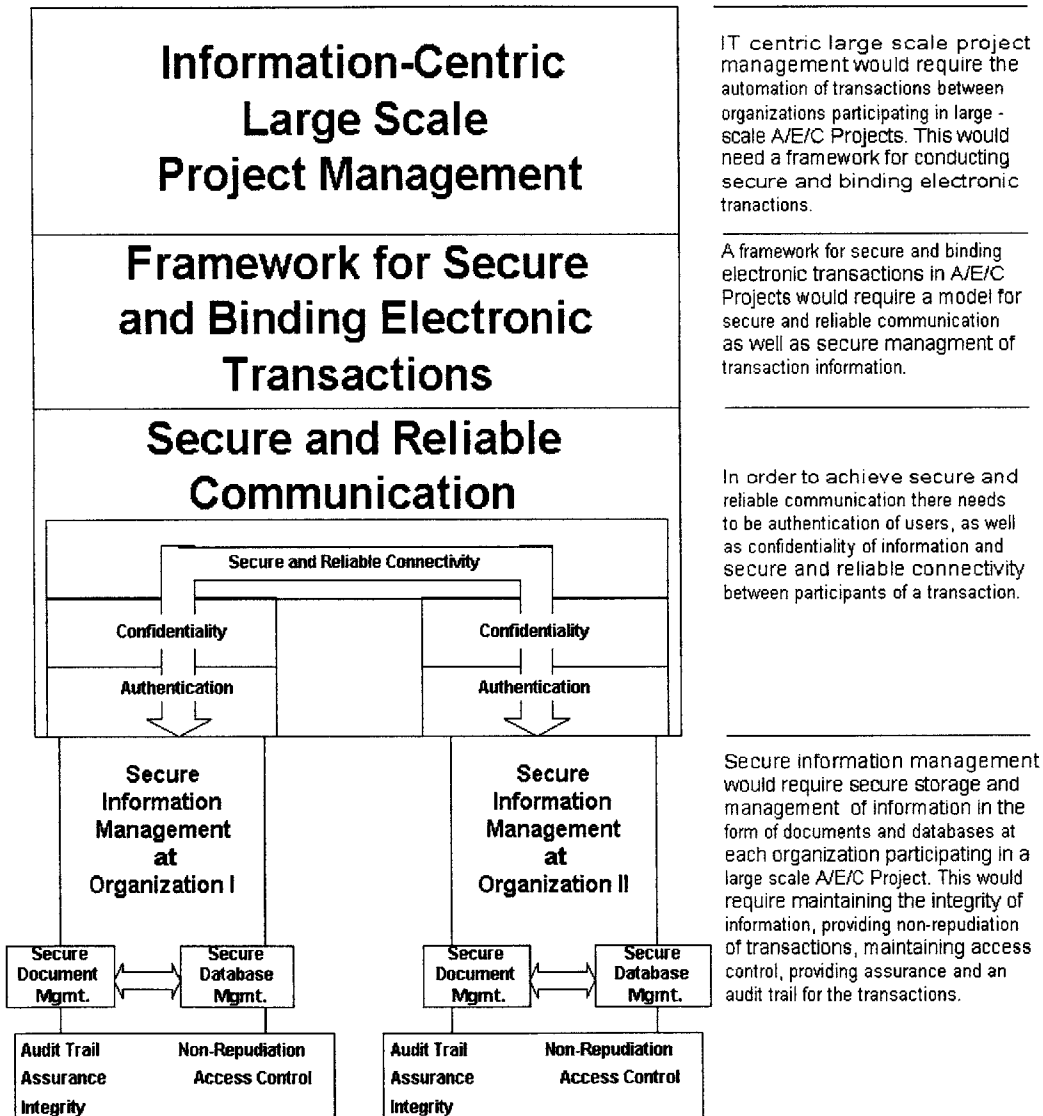 Information-Centric
Large Scale
Project Management
IT centric large scale project
management would require the
automation of transactions between
organizations participating in large -
scale A/E/C Projects. This would
need a framework for conducting
secure and binding electronic
tranactions.
Framework for Secure
and Binding Electronic
Transactions
A framework for secure and binding
electronic transactions in A/E/C
Projects would require a model for
secure and reliable communication
as well as secure managment of
transaction information.
Secure and Reliable
Communication
Secure and Reliable Connectivity
Confidentiality
Confidentiality
Authentication
Authentication
In order to achieve secure and
reliable communication there needs
to be authentication of users, as well
as confidentiality of information and
secure and reliable connectivity
between participants of a transaction.
Secure
Information
Management
at
Organization I
Secure
Information
Management
at
Organization II
Secure information management
would require secure storage and
management of information in the
form of documents and databases at
each organization participating in a
large scale A/E/C Project. This would
require maintaining the integrity of
information, providing non-repudiation
of transactions, maintaining access
control, providing assurance and an
audit trail for the transactions.
Secure
Document
Mgmt.
Secure
Database
Mgmt.
Secure
Document
Mgmt.
Secure
Database
Mgmt.
Audit Trail Non-Repudiation
Assurance Access Control
Integrity
Audit Trail Non-Repudiation
Assurance Access Control
Integrity